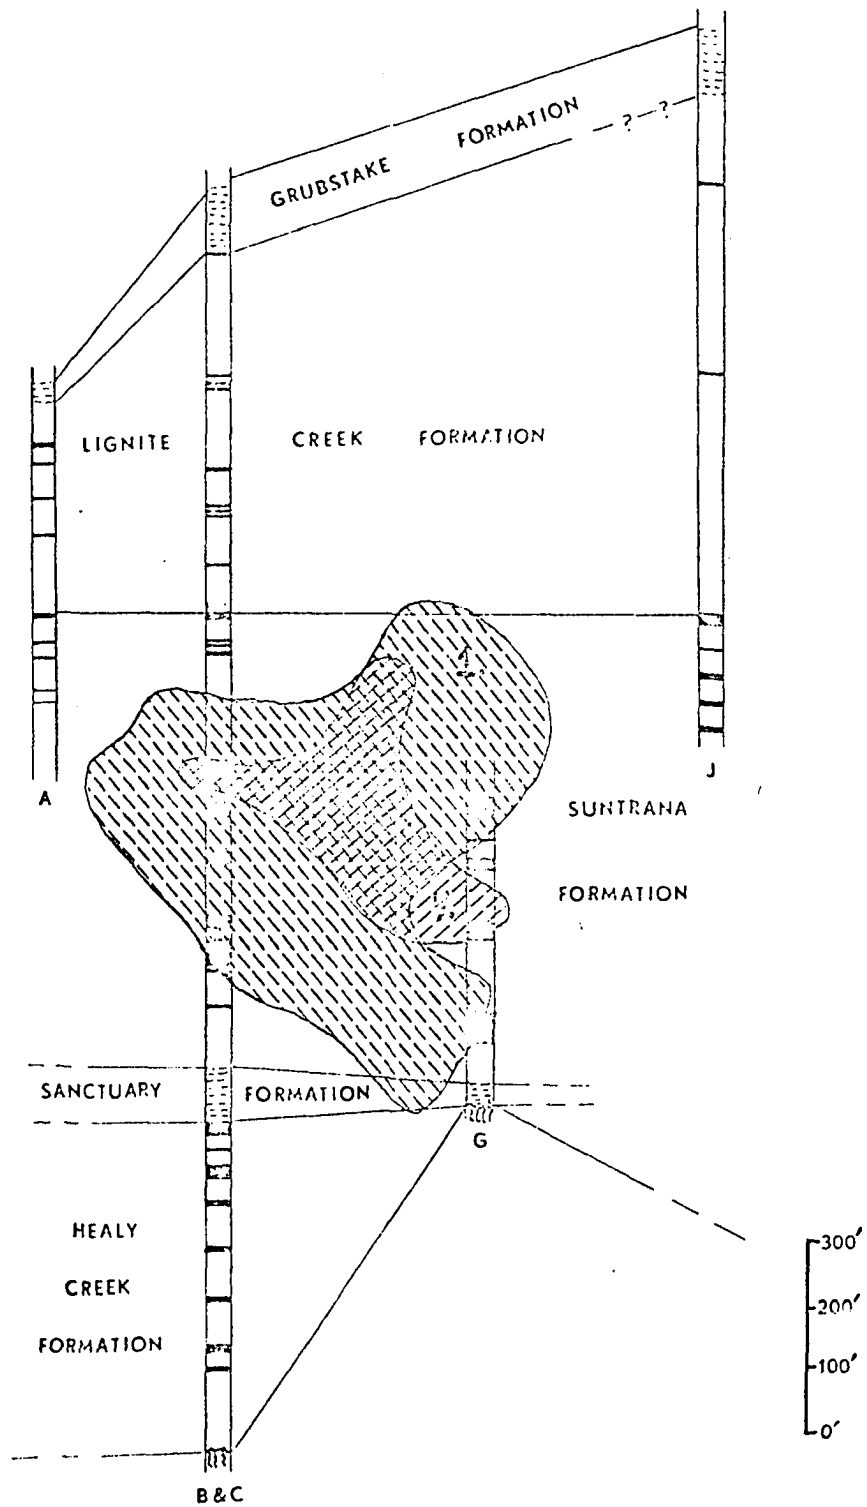 GRUBSTAKE FORMATION
? ?
LIGNITE CREEK FORMATION
A
J
SUNTRANA
FORMATION
SANCTUARY FORMATION
G
HEALY
CREEK
FORMATION
B & C
300'
200'
100'
0'